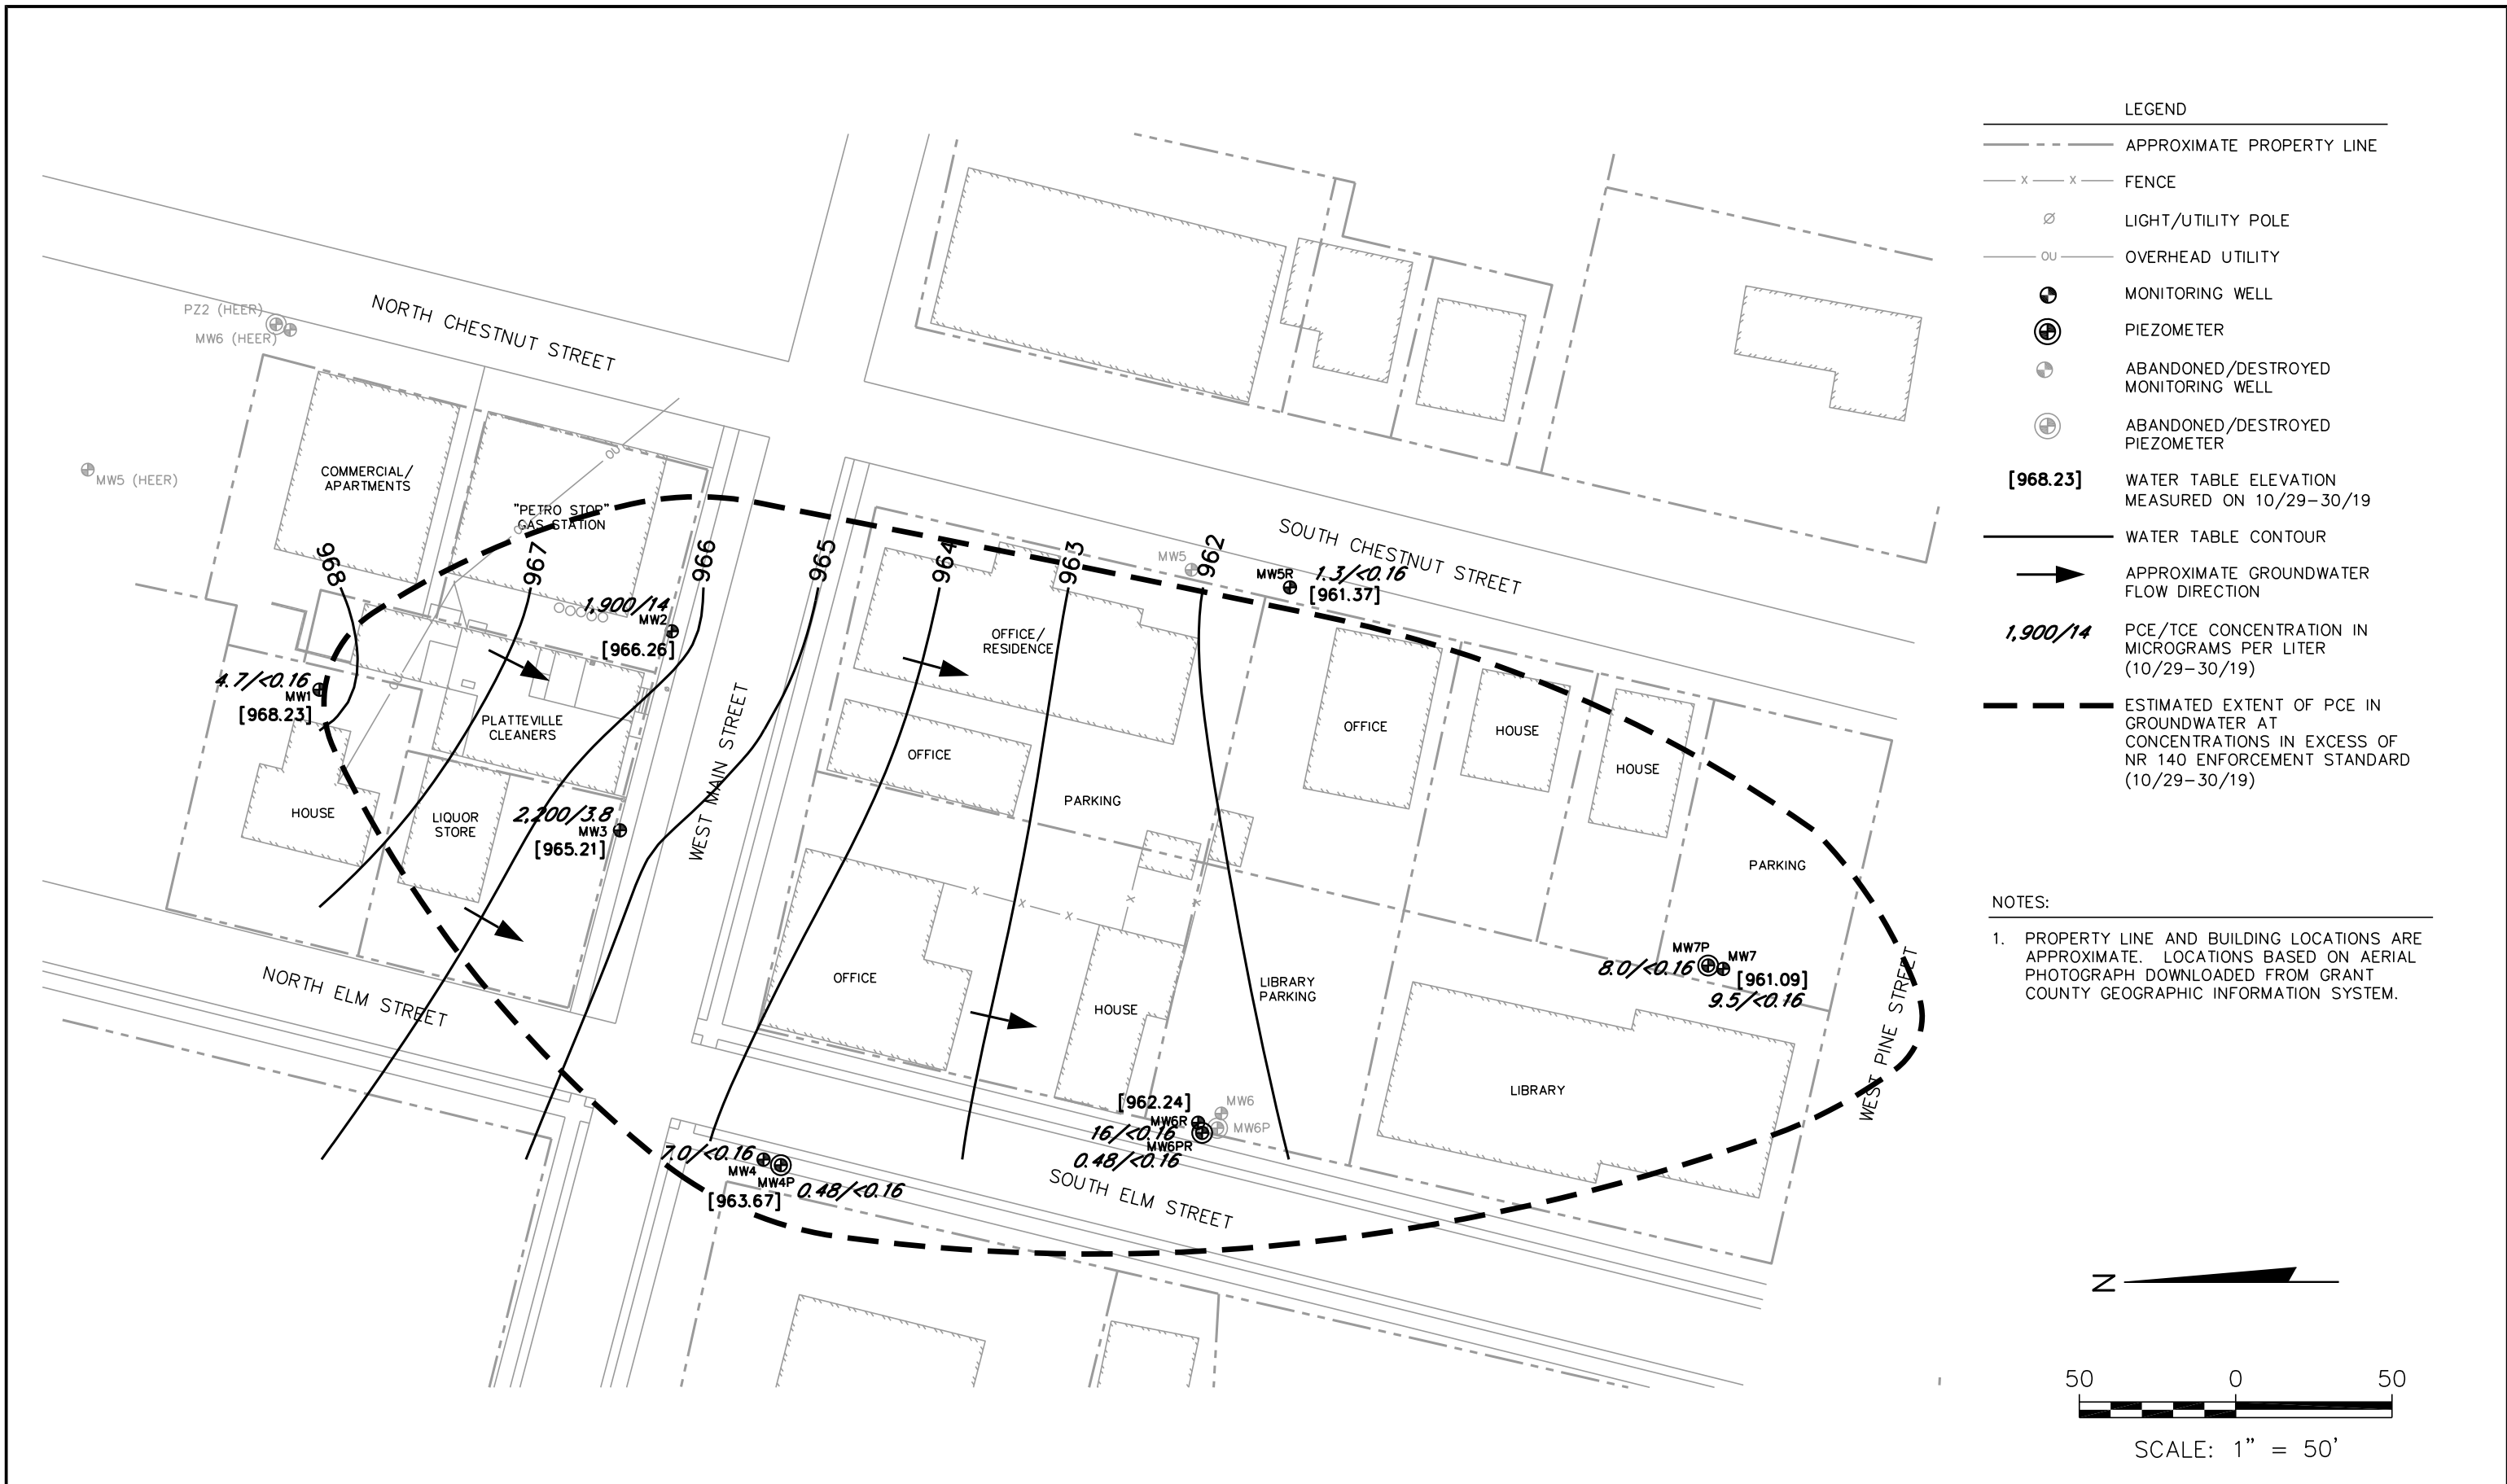 NORTH CHESTNUT STREET
PZ2 (HEER)
MW6 (HEER)
MW5 (HEER)
COMMERCIAL/
APARTMENTS
OU
"PETRO STOP"
GAS STATION
OU
OU
968
967
966
965
964
963
962
MW5
MW5R
1.3/<0.16
[961.37]
SOUTH CHESTNUT STREET
1,900/14
MW2
[966.26]
4.7/<0.16
MW1
[968.23]
PLATTEVILLE
CLEANERS
HOUSE
LIQUOR
STORE
2,200/3.8
MW3
[965.21]
WEST MAIN STREET
OFFICE/
RESIDENCE
OFFICE
PARKING
OFFICE
HOUSE
HOUSE
PARKING
NORTH ELM STREET
OFFICE
X
X
X
X
X
HOUSE
LIBRARY
PARKING
MW7P
MW7
8.0/<0.16
[961.09]
9.5/<0.16
WEST PINE STREET
LIBRARY
[962.24]
MW6
MW6R
MW6P
16/<0.16
MW6PR
0.48/<0.16
7.0/<0.16
MW4
MW4P
0.48/<0.16
[963.67]
SOUTH ELM STREET
LEGEND
APPROXIMATE PROPERTY LINE
X X FENCE
LIGHT/UTILITY POLE
OU OVERHEAD UTILITY
MONITORING WELL
PIEZOMETER
ABANDONED/DESTROYED
MONITORING WELL
ABANDONED/DESTROYED
PIEZOMETER
[968.23] WATER TABLE ELEVATION
MEASURED ON 10/29-30/19
WATER TABLE CONTOUR
APPROXIMATE GROUNDWATER
FLOW DIRECTION
1,900/14 PCE/TCE CONCENTRATION IN
MICROGRAMS PER LITER
(10/29-30/19)
ESTIMATED EXTENT OF PCE IN
GROUNDWATER AT
CONCENTRATIONS IN EXCESS OF
NR 140 ENFORCEMENT STANDARD
(10/29-30/19)
NOTES:
1. PROPERTY LINE AND BUILDING LOCATIONS ARE
APPROXIMATE. LOCATIONS BASED ON AERIAL
PHOTOGRAPH DOWNLOADED FROM GRANT
COUNTY GEOGRAPHIC INFORMATION SYSTEM.
N
50 0 50
SCALE: 1" = 50'